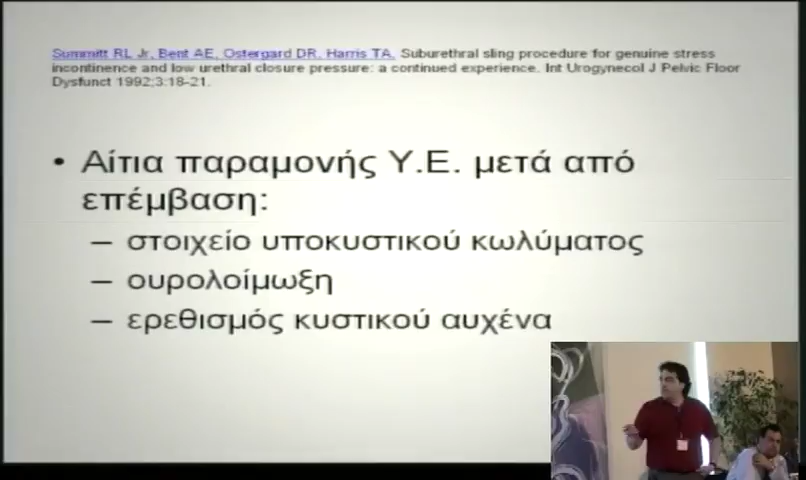 Summitt RL Jr, Bent AE, Ostergard DR, Harris TA. Suburethral sling procedure for genuine stress
incontinence and low urethral closure pressure: a continued experience. Int Urogynecol J Pelvic Floor
Dysfunct 1992;3:18-21.
• Αίτια παραμονής Υ.Ε. μετά από
επέμβαση:
– στοιχείο υποκυστικού κωλύματος
– ουρολοίμωξη
– ερεθισμός κυστικού αυχένα